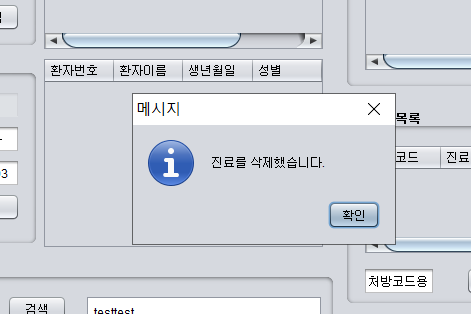 환자번호 환자이름 생년월일 성별
메시지
목록
진료를 삭제했습니다.
코드 진료
03
확인
처방코드용
검색 testtest